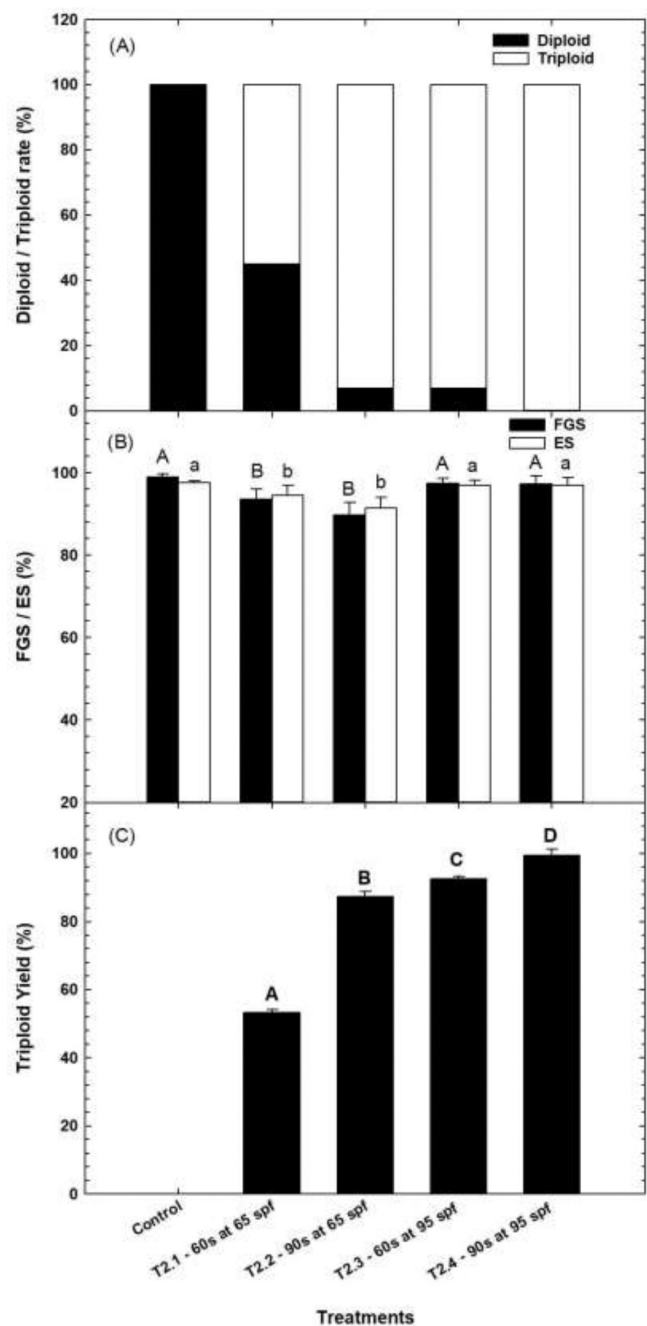 (A)
Diploid
Triploid
Diploid / Triploid rate (%)
120
100
80
60
40
20
0
(B)
FGS
ES
A a B b B b A a A a
FGS / ES (%)
100
80
60
40
20
(C)
A B C D
Triploid Yield (%)
100
80
60
40
20
0
Control
T2.1 - 60s at 65 spf
T2.2 - 90s at 65 spf
T2.3 - 60s at 95 spf
T2.4 - 90s at 95 spf
Treatments